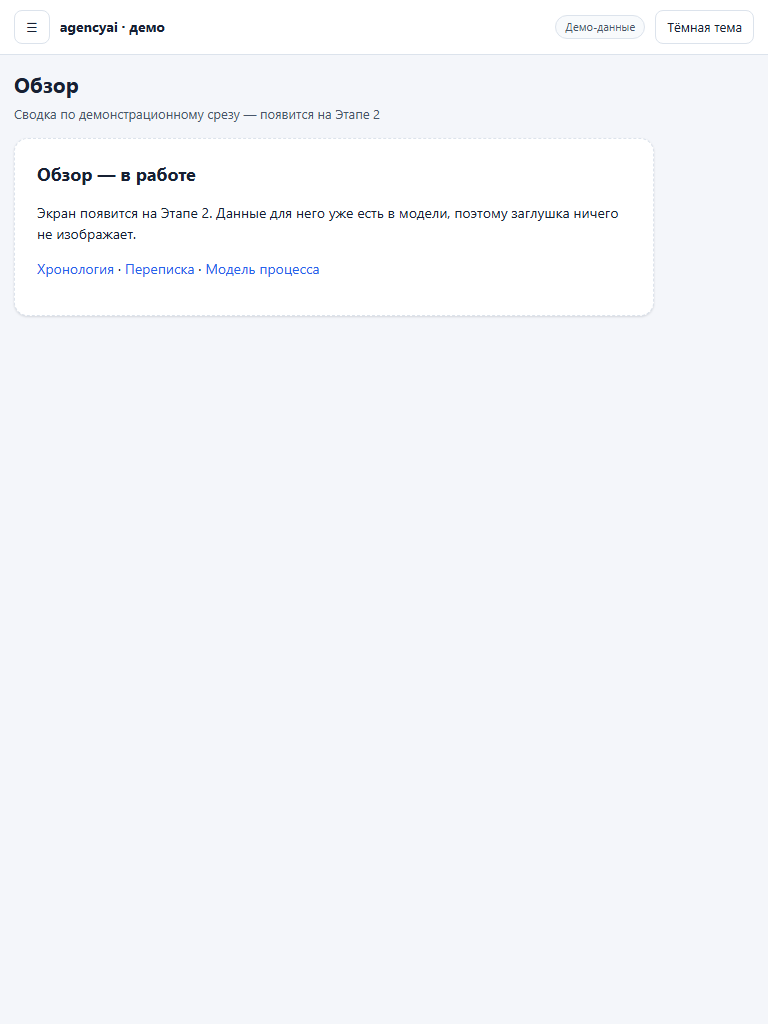 ☰ agencyai · демо Демо-данные Тёмная тема
Обзор
Сводка по демонстрационному срезу — появится на Этапе 2
Обзор — в работе
Экран появится на Этапе 2. Данные для него уже есть в модели, поэтому заглушка ничего
не изображает.
Хронология · Переписка · Модель процесса